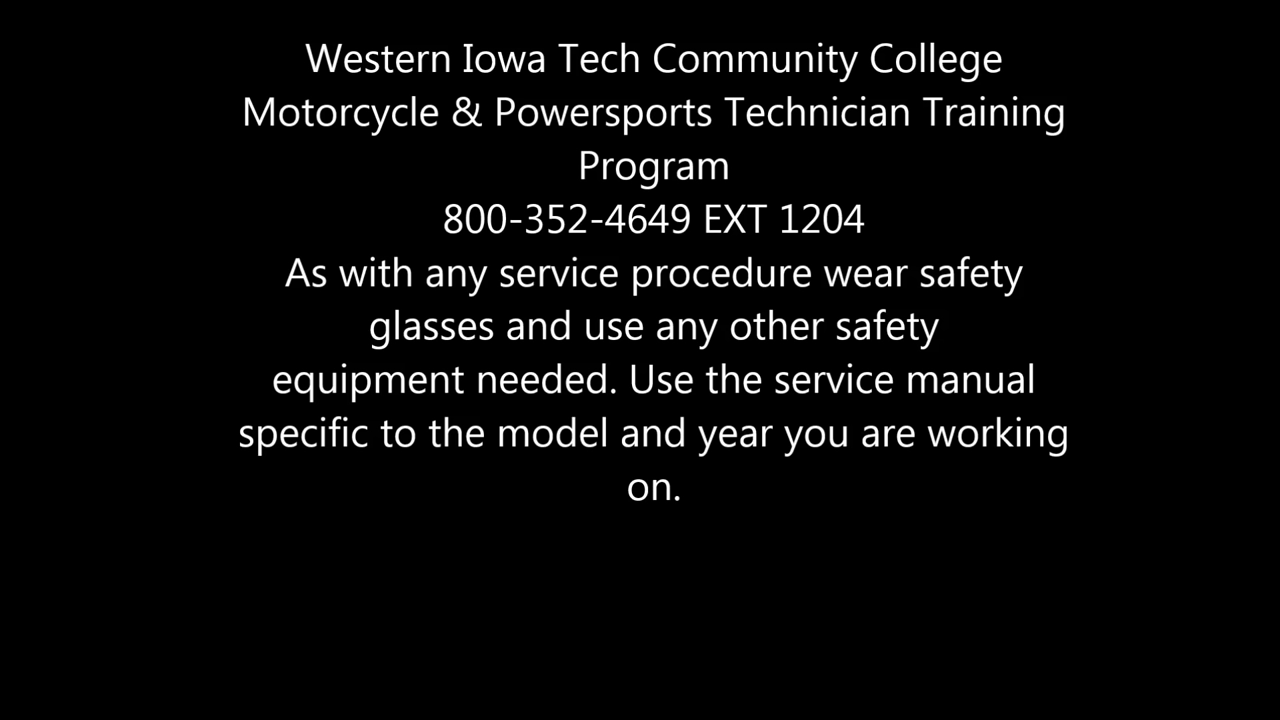 Western Iowa Tech Community College
Motorcycle & Powersports Technician Training
Program
800-352-4649 EXT 1204
As with any service procedure wear safety
glasses and use any other safety
equipment needed. Use the service manual
specific to the model and year you are working
on.